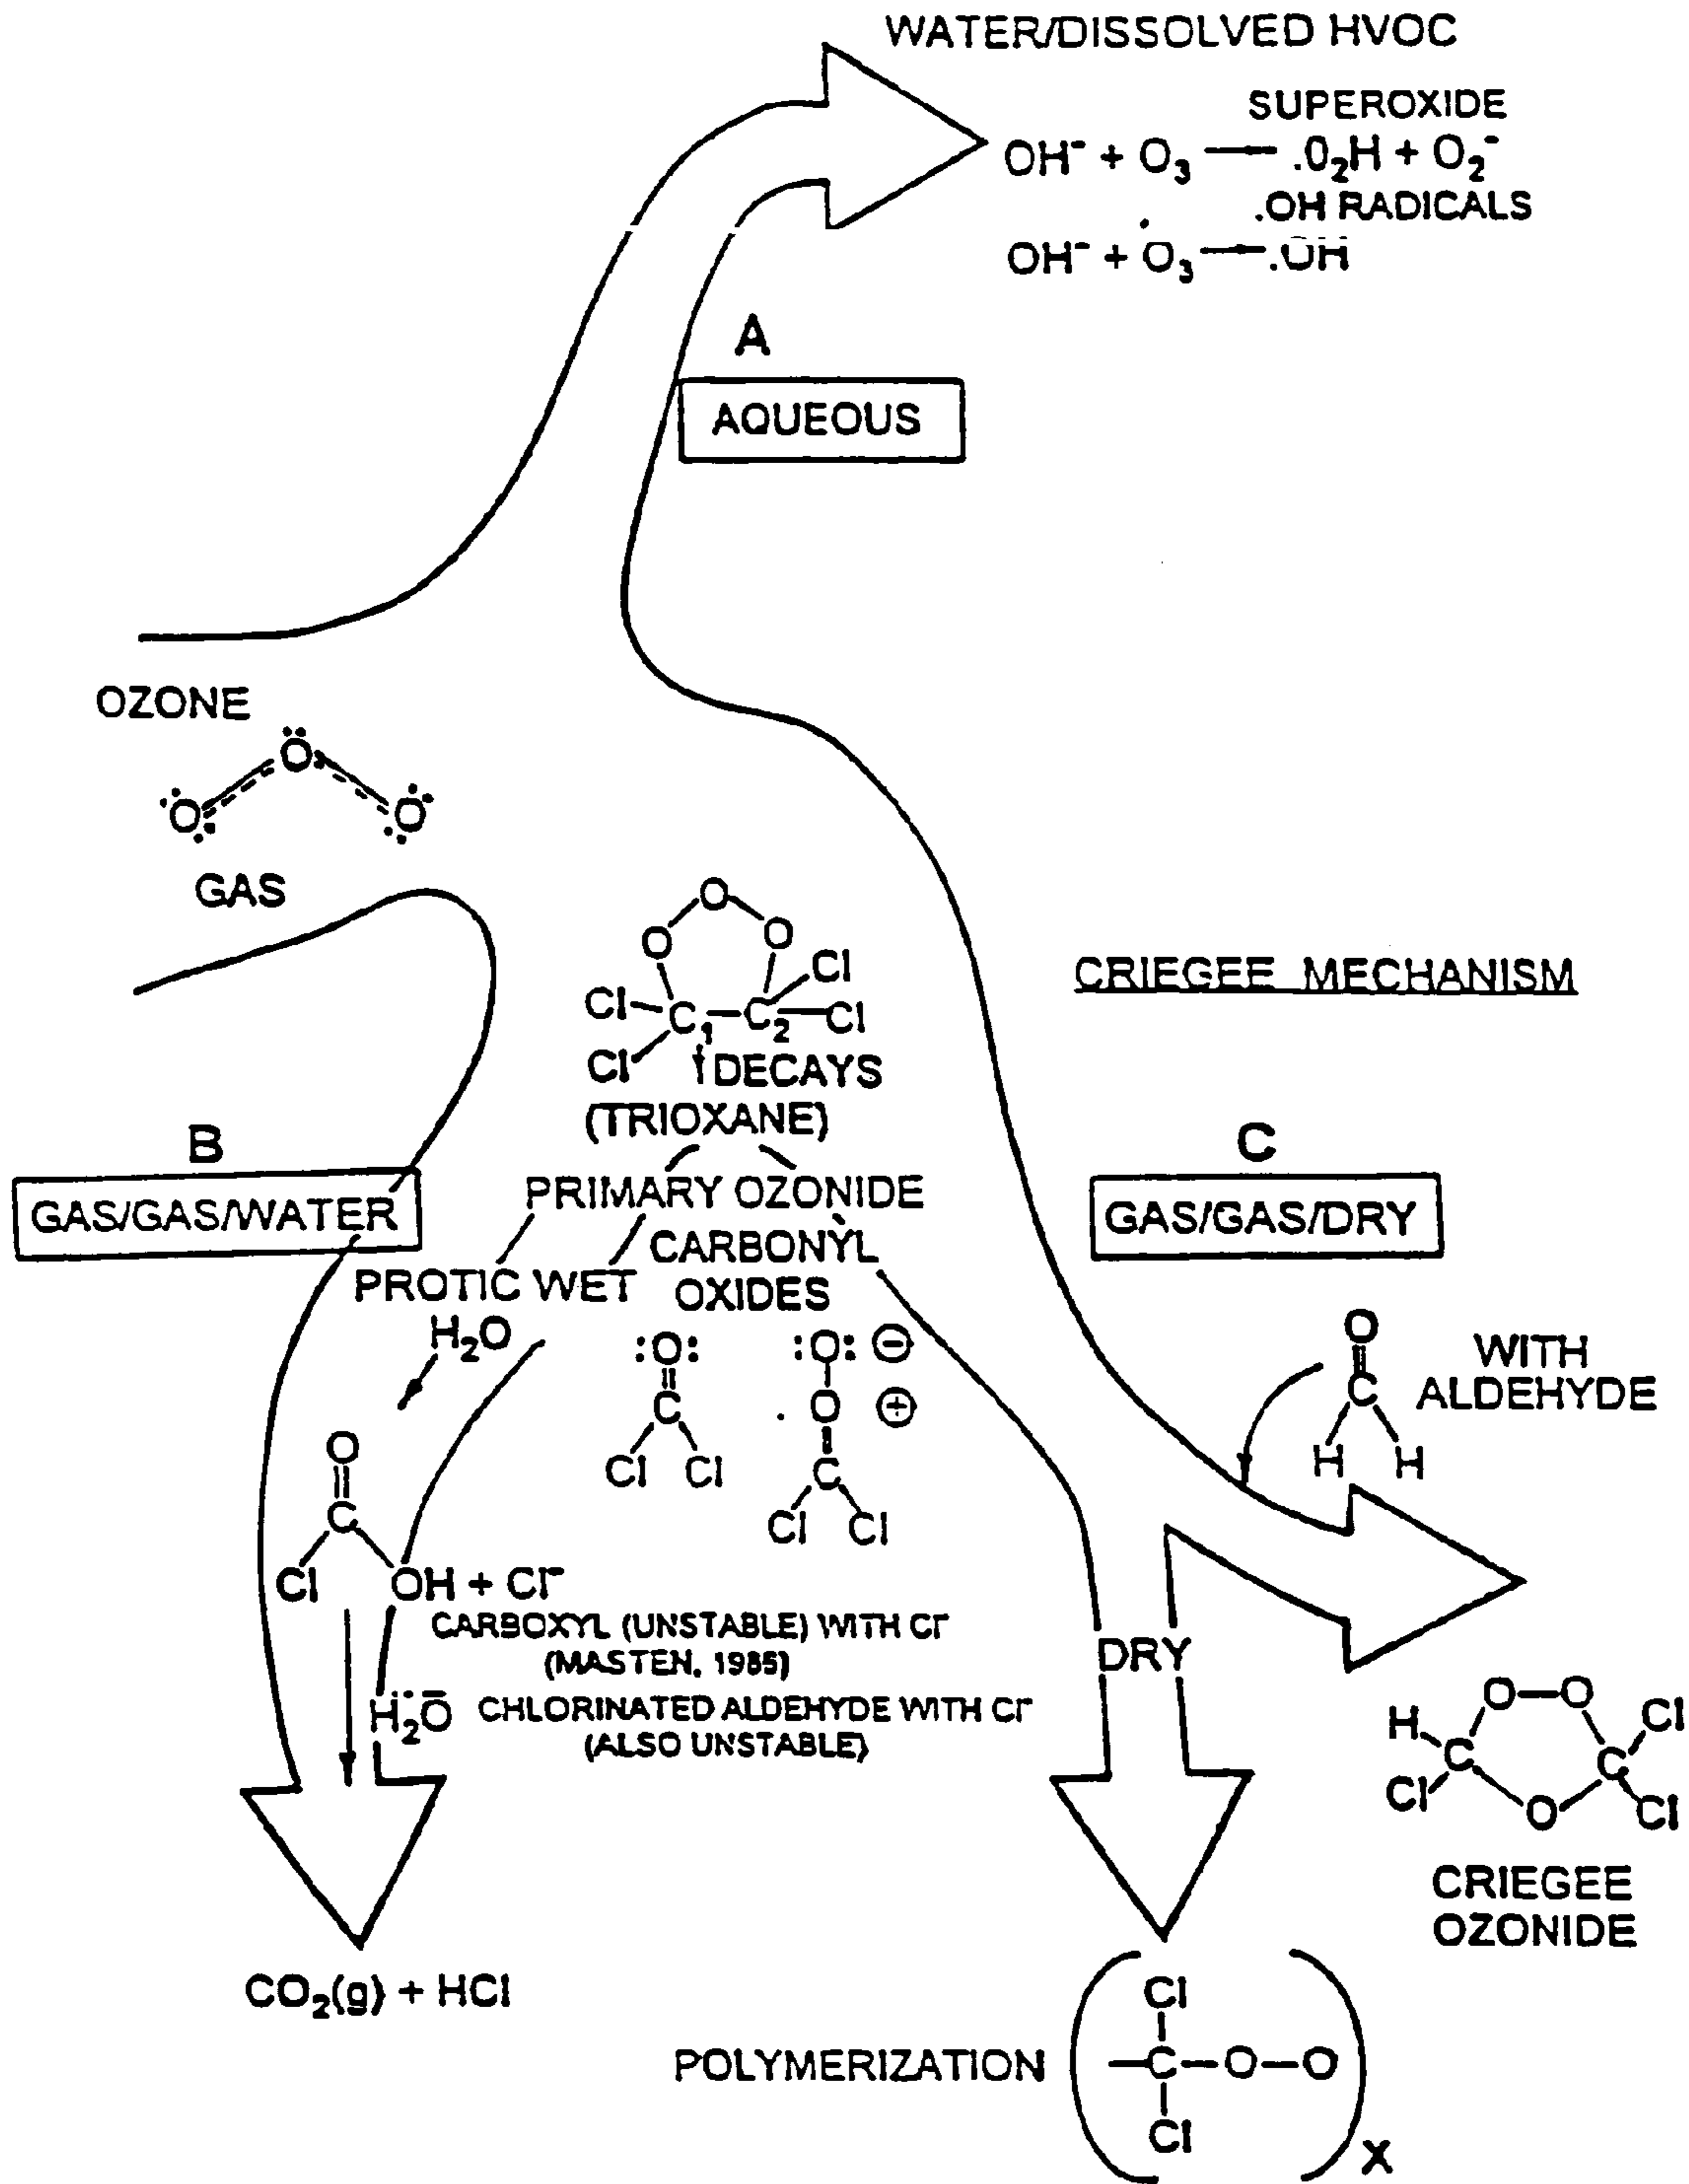 WATER/DISSOLVED HVOC
SUPEROXIDE
OH⁻ + O₃ → .O₂H + O₂⁻
.OH RADICALS
OH⁻ + O₃ → .OH
A
AQUEOUS
OZONE
O
O O
GAS
O
O O
Cl
Cl C₁ C₂ Cl
Cl DECAYS
(TRIOXANE)
CRIEGEE MECHANISM
B
GAS/GAS/WATER
PRIMARY OZONIDE
CARBONYL
OXIDES
PROTIC WET
H₂O
:O: :O: ⊖
C O ⊕
Cl Cl C
Cl Cl
C
GAS/GAS/DRY
O
C
H H
WITH
ALDEHYDE
O
C
Cl OH + Cl⁻
CARBOXYL (UNSTABLE) WITH Cl⁻
(MASTEN, 1985)
H₂O CHLORINATED ALDEHYDE WITH Cl⁻
(ALSO UNSTABLE)
CO₂(g) + HCl
DRY
O—O
H Cl
C C
Cl O Cl
CRIEGEE
OZONIDE
POLYMERIZATION
Cl
—C—O—O
Cl
X